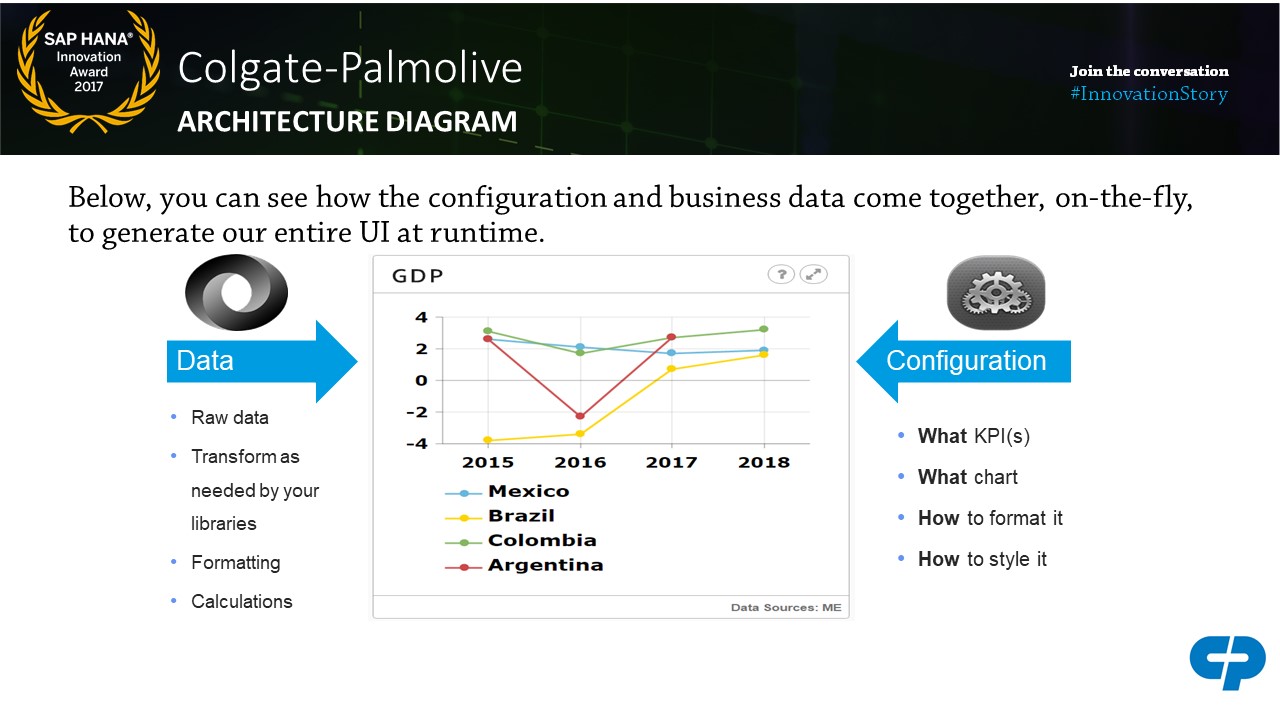 SAP HANA®
Innovation
Award
2017
Colgate-Palmolive
ARCHITECTURE DIAGRAM
Join the conversation
#InnovationStory
Below, you can see how the configuration and business data come together, on-the-fly,
to generate our entire UI at runtime.
Data
• Raw data
• Transform as
needed by your
libraries
• Formatting
• Calculations
GDP
?
4
2
0
-2
-4
2015 2016 2017 2018
Mexico
Brazil
Colombia
Argentina
Data Sources: ME
Configuration
• What KPI(s)
• What chart
• How to format it
• How to style it
CP